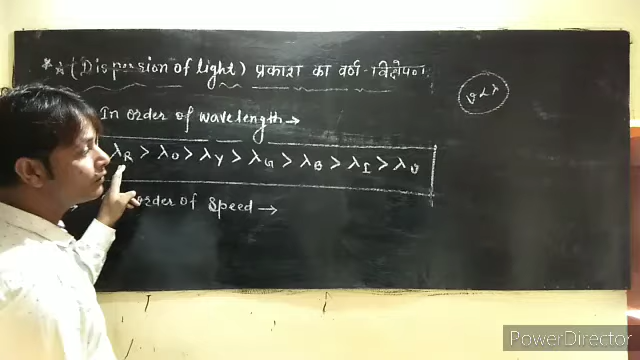 ** (Dispersion of light) प्रकाश का वर्ण-विक्षेपण
In order of wavelength →
λR > λO > λY > λG > λB > λI > λV
order of Speed →
v ∝ λ
PowerDirector